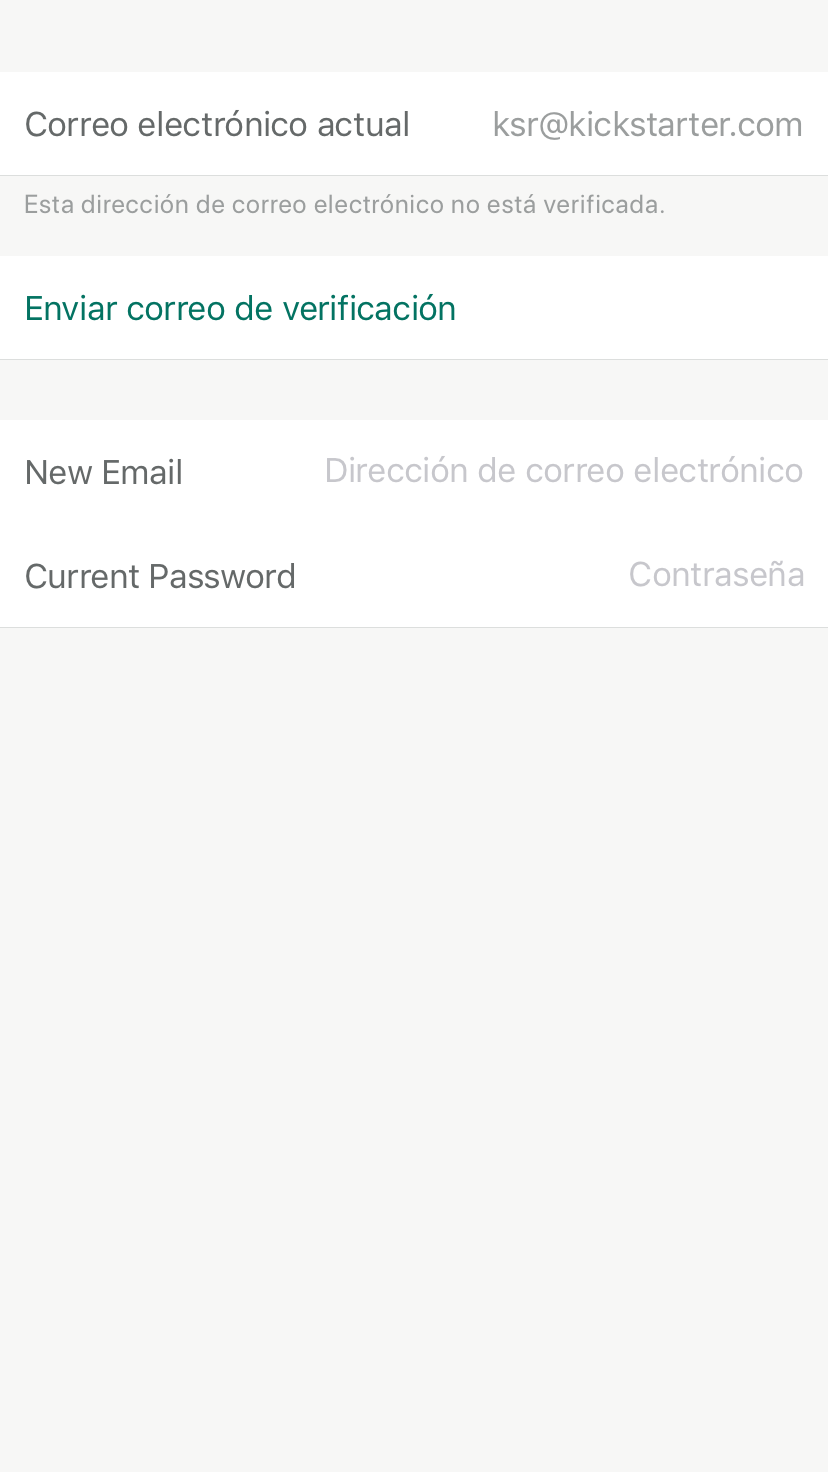 Correo electrónico actual ksr@kickstarter.com
Esta dirección de correo electrónico no está verificada.
Enviar correo de verificación
New Email Dirección de correo electrónico
Current Password Contraseña